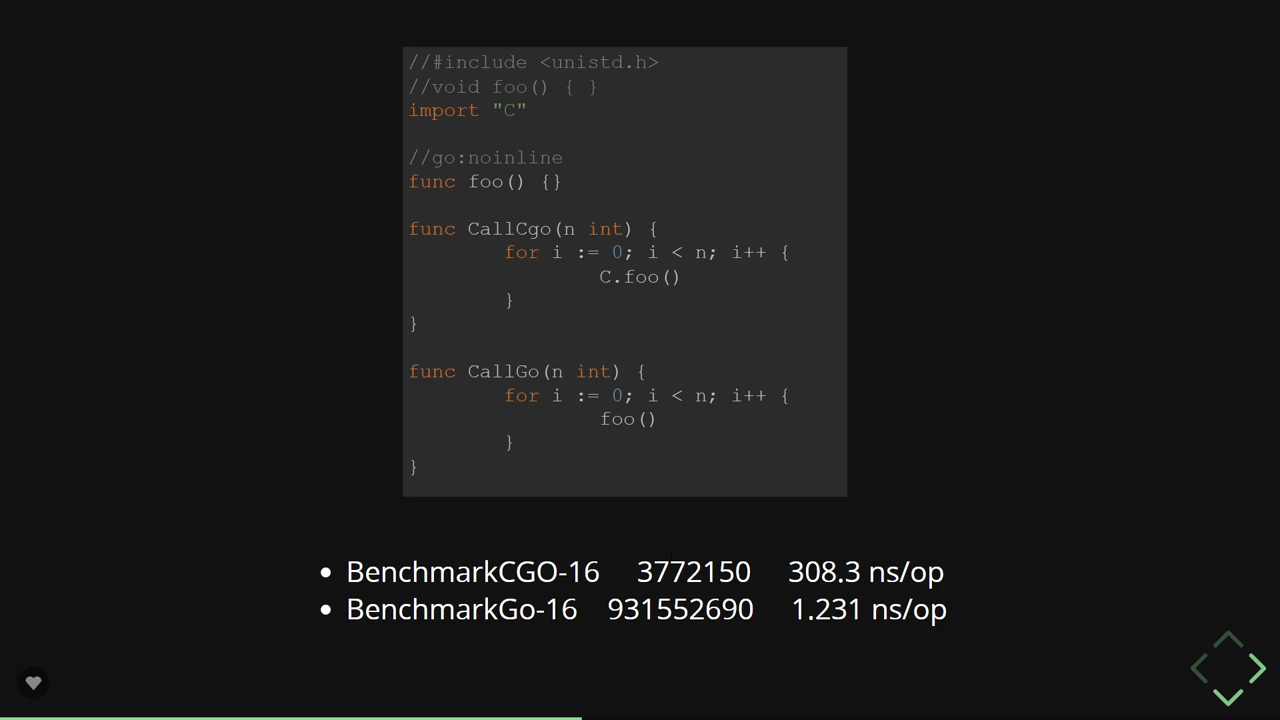 //#include <unistd.h>
//void foo() { }
import "C"
//go:noinline
func foo() {}
func CallCgo(n int) {
for i := 0; i < n; i++ {
C.foo()
}
}
func CallGo(n int) {
for i := 0; i < n; i++ {
foo()
}
}
• BenchmarkCGO-16 3772150 308.3 ns/op
• BenchmarkGo-16 931552690 1.231 ns/op